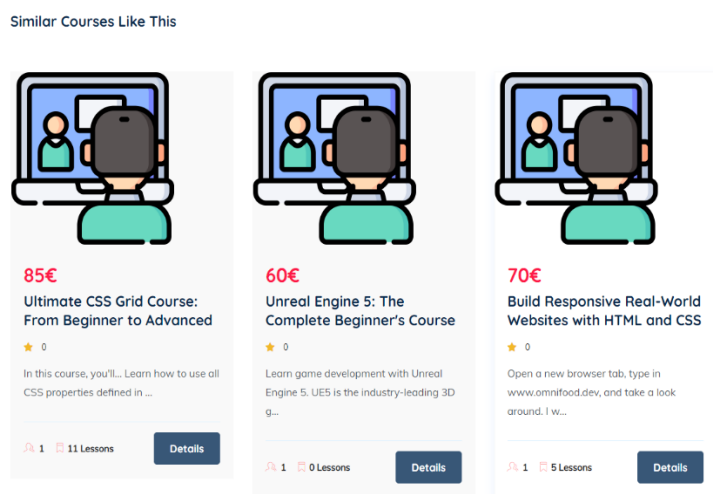 Similar Courses Like This
85€
Ultimate CSS Grid Course:
From Beginner to Advanced
0
In this course, you'll... Learn how to use all
CSS properties defined in ...
1
11 Lessons
Details
60€
Unreal Engine 5: The
Complete Beginner's Course
0
Learn game development with Unreal
Engine 5. UE5 is the industry-leading 3D
g...
1
0 Lessons
Details
70€
Build Responsive Real-World
Websites with HTML and CSS
0
Open a new browser tab, type in
www.omnifood.dev, and take a look
around. I w...
1
5 Lessons
Details